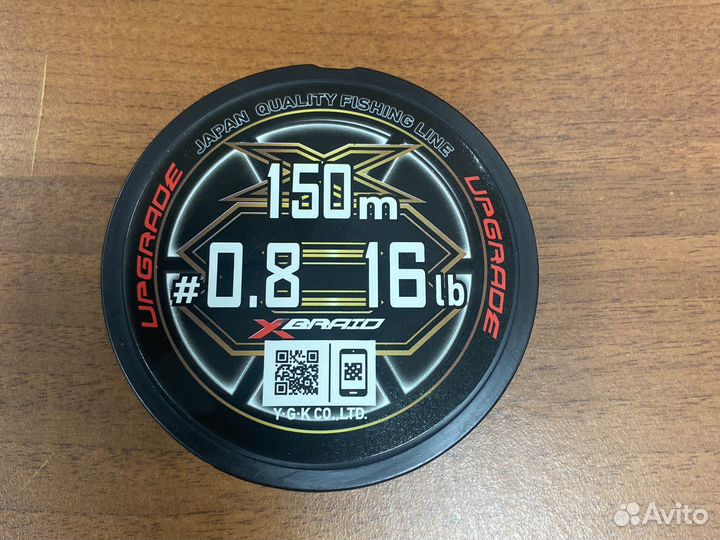 JAPAN QUALITY FISHING LINE
UPGRADE
UPGRADE
150m
#0.8 16lb
X BRAID
Y·G·K CO.,LTD.
Avito